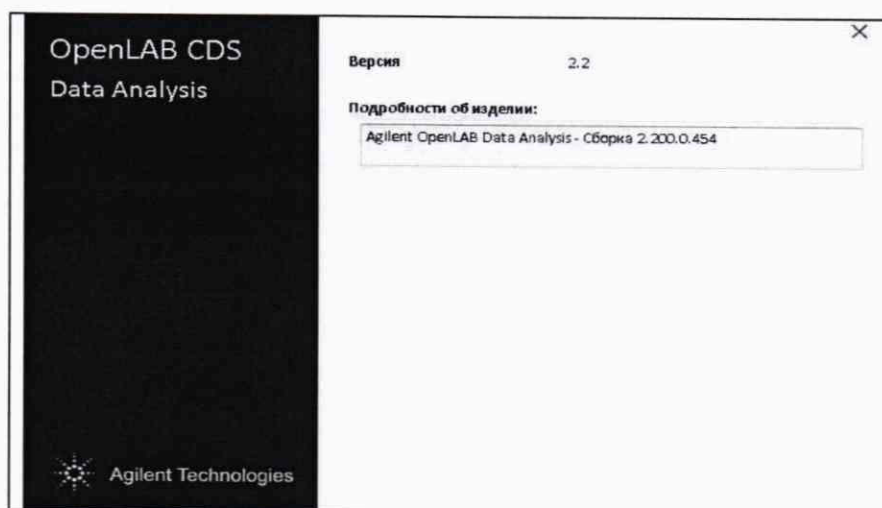 OpenLAB CDS
Data Analysis
Версия 2.2
Подробности об изделии:
Agilent OpenLAB Data Analysis - Сборка 2.200.0.454
Agilent Technologies